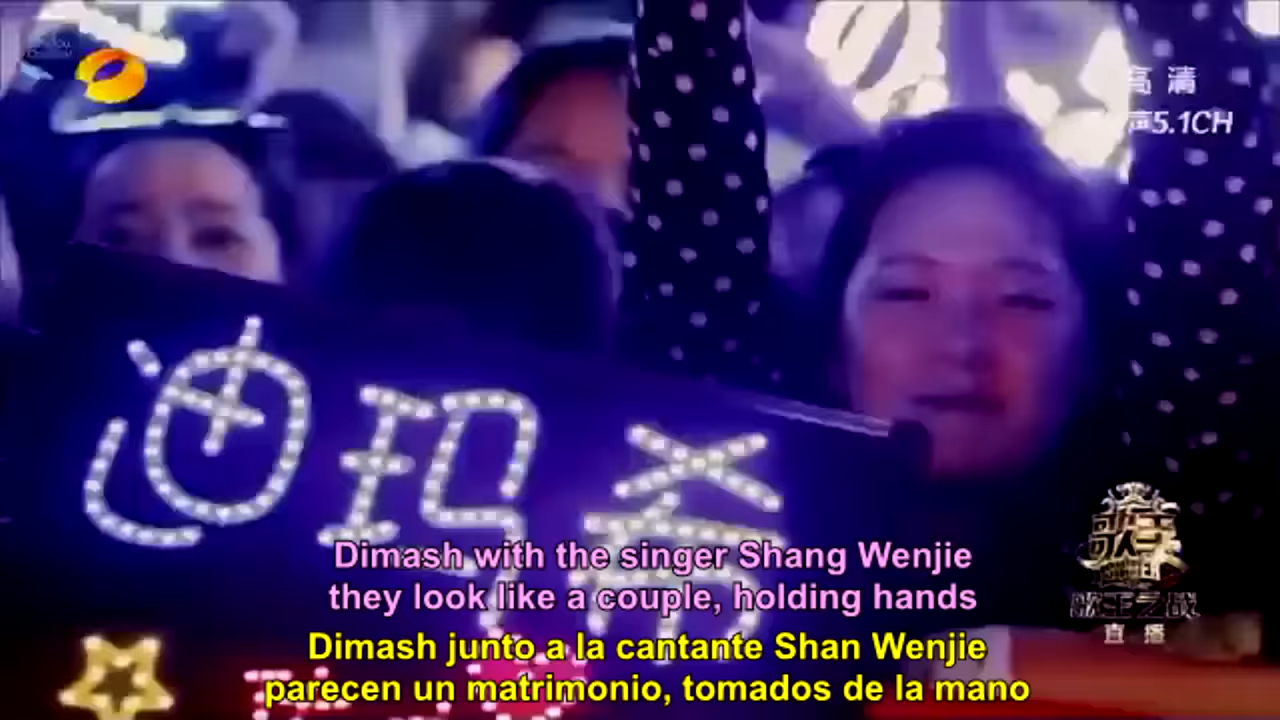 高清
声5.1CH
迪玛希
歌王之战
直播
Dimash with the singer Shang Wenjie
they look like a couple, holding hands
Dimash junto a la cantante Shan Wenjie
parecen un matrimonio, tomados de la mano